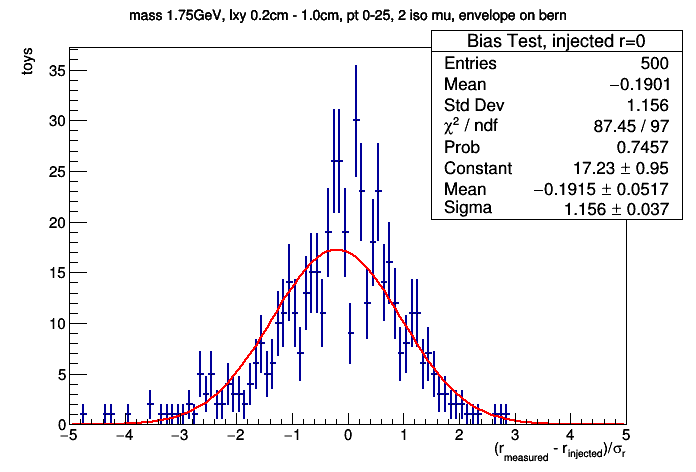 mass 1.75GeV, lxy 0.2cm - 1.0cm, pt 0-25, 2 iso mu, envelope on bern
Bias Test, injected r=0
Entries 500
Mean −0.1901
Std Dev 1.156
χ² / ndf 87.45 / 97
Prob 0.7457
Constant 17.23 ± 0.95
Mean −0.1915 ± 0.0517
Sigma 1.156 ± 0.037
toys
35
30
25
20
15
10
5
0
−5 −4 −3 −2 −1 0 1 2 3 4 5
(r_measured - r_injected)/σ_r